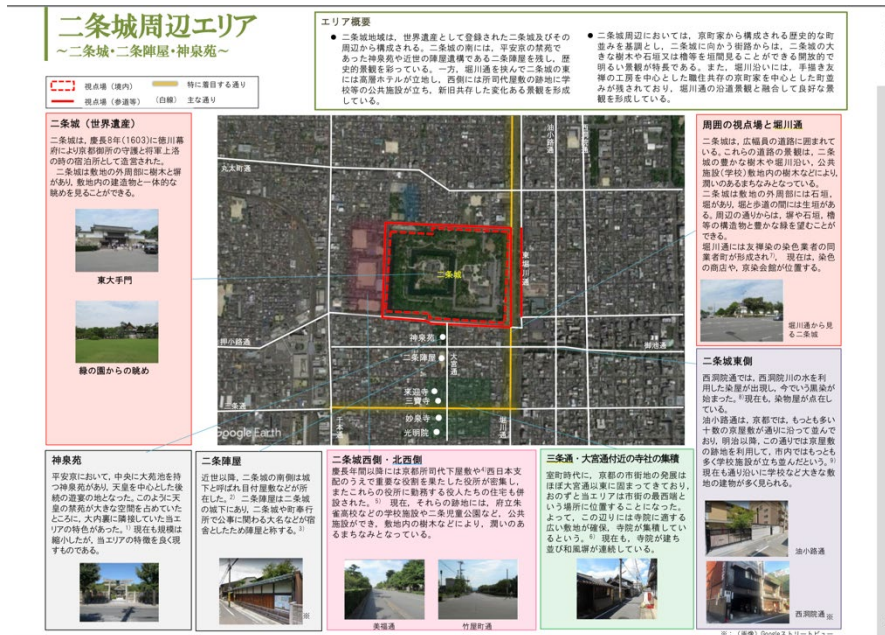 二条城周辺エリア
~二条城・二条陣屋・神泉苑~
視点場(境内)
特に着目する通り
視点場(参道等)
(白線) 主な通り
エリア概要
● 二条城地域は,世界遺産として登録された二条城及びその
周辺から構成される。二条城の南には,平安京の禁苑で
あった神泉苑や近世の陣屋遺構である二条陣屋を残し,歴
史的景観を彩っている。一方,堀川通を挟んで二条城の東
には高層ホテルが立地し,西側には所司代屋敷の跡地に学
校等の公共施設が立ち,新旧共存した変化ある景観を形成
している。
● 二条城周辺においては,京町家から構成される歴史的な町
並みを基調とし,二条城に向かう街路からは,二条城の大
きな樹木や石垣又は櫓等を垣間見ることができる開放的で
明るい景観が特長である。また,堀川沿いには,手描き友
禅の工房を中心とした職住共存の京町家を中心とした町並
みが残されており,堀川通の沿道景観と融合して良好な景
観を形成している。
二条城(世界遺産)
二条城は,慶長8年(1603)に徳川幕
府により京都御所の守護と将軍上洛
の時の宿泊所として造営された。
二条城は敷地の外周部に樹木と塀
があり,敷地内の建造物と一体的な
眺めを見ることができる。
東大手門
緑の園からの眺め
丸太町通
油小路通
西洞院通
二条城
東堀川通
押小路通
神泉苑
二条陣屋
大宮通
御池通
来迎寺
三寶寺
三条通
妙泉寺
光明院
千本通
堀川通
Google Earth
周囲の視点場と堀川通
二条城は,広幅員の道路に囲まれて
いる。これらの道路の景観は,二条
城の豊かな樹木や堀川沿い,公共
施設(学校)敷地内の樹木などにより,
潤いのあるまちなみとなっている。
二条城は敷地の外周部には石垣,
堀があり,堀と歩道の間には生垣があ
る。周辺の通りからは,塀や石垣,櫓
等の構造物と豊かな緑を望むことが
できる。
堀川通には友禅染の染色業者の同
業者町が形成され7),現在は,染色
の商店や,京染会館が位置する。
堀川通から見
る二条城
二条城東側
西洞院通では,西洞院川の水を利
用した染屋が出現し,今でいう黒染が
始まった。8)現在も,染物屋が点在し
ている。
油小路通は,京都では,もっとも多い
十数の京屋敷が通りに沿って並んで
おり,明治以降,この通りでは京屋敷
の跡地を利用して,市内ではもっと
も多く学校施設が立ち並んだという。9)
現在も通り沿いに学校など大きな敷
地の建物が多く見られる。
油小路通
西洞院通 ※
神泉苑
平安京において,中央に大苑池を持
つ神泉苑があり,天皇を中心とした後
続の遊宴の地となった。このように天
皇の禁苑が大きな空間を占めていた
ところに,大内裏に隣接していた当エ
リアの特色があった。1) 現在も規模は
縮小したが,当エリアの特徴を良く現
すものである。
二条陣屋
近世以降,二条城の南側は城
下と呼ばれ目付屋敷などが所
在した。2) 二条陣屋は二条城
の城下にあり,二条城や町奉行
所で公事に関わる大名などが宿
舎としたため陣屋と称する。3)
※
二条城西側・北西側
慶長年間以降には京都所司代下屋敷や4)西日本支
配のうえで重要な役割を果たした役所が密集し,
またこれらの役所に勤務する役人たちの住宅も併
設された。5) 現在,それらの跡地には,府立朱
雀高校などの学校施設や二条児童公園など,公共
施設ができ,敷地内の樹木などにより,潤いのあ
るまちなみとなっている。
美福通
竹屋町通
三条通・大宮通付近の寺社の集積
室町時代に,京都の市街地の発展は
ほぼ大宮通以東に固まってきており,
おのずと当エリアは市街の最西端と
いう場所に位置することになった。
よって,この辺りには寺院に適する
広い敷地が確保,寺院が集積してい
るという。6) 現在も,寺院が建ち
並び和風塀が連続している。
※:(画像)Googleストリートビュー